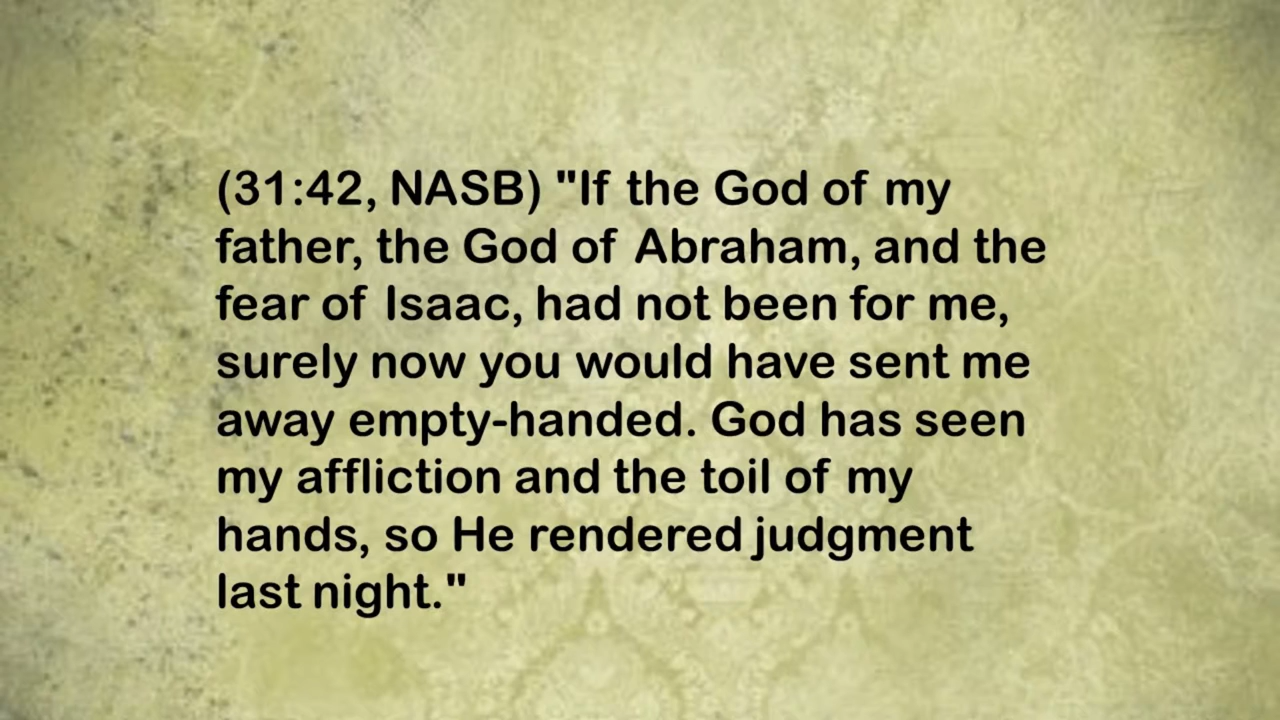 (31:42, NASB) "If the God of my
father, the God of Abraham, and the
fear of Isaac, had not been for me,
surely now you would have sent me
away empty-handed. God has seen
my affliction and the toil of my
hands, so He rendered judgment
last night."